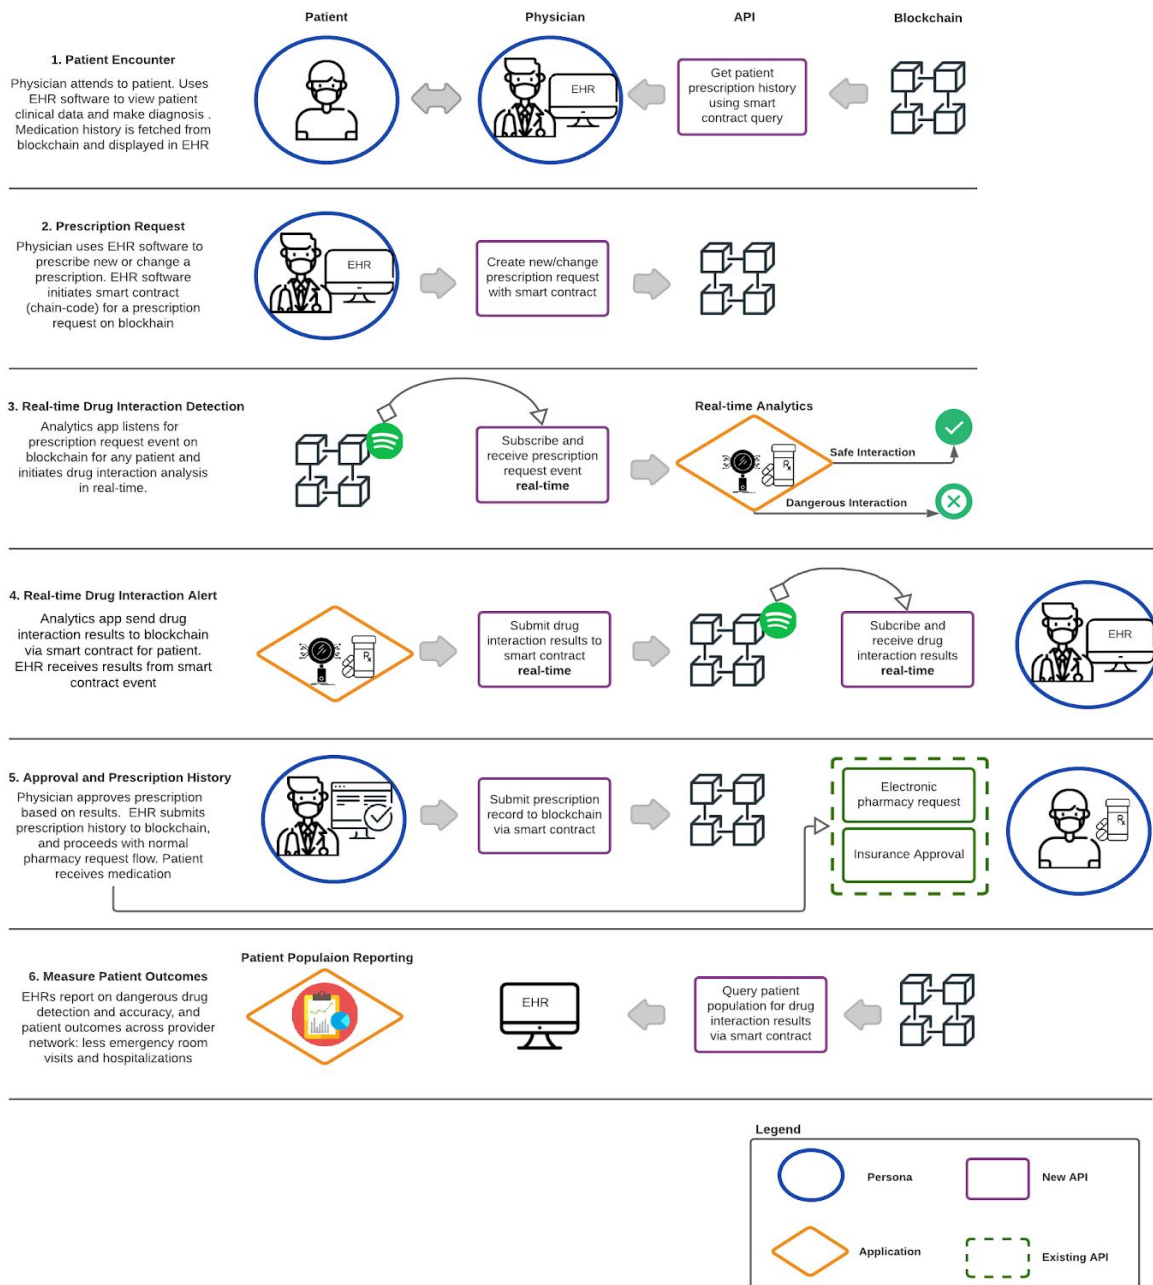 Patient
Physician
API
Blockchain
1. Patient Encounter
Physician attends to patient. Uses
EHR software to view patient
clinical data and make diagnosis .
Medication history is fetched from
blockchain and displayed in EHR
EHR
Get patient
prescription history
using smart
contract query
2. Prescription Request
Physician uses EHR software to
prescribe new or change a
prescription. EHR software
initiates smart contract
(chain-code) for a prescription
request on blockhain
EHR
Create new/change
prescription request
with smart contract
3. Real-time Drug Interaction Detection
Analytics app listens for
prescription request event on
blockchain for any patient and
initiates drug interaction analysis
in real-time.
Subscribe and
receive prescription
request event
real-time
Real-time Analytics
Rx
Safe Interaction
Dangerous Interaction
4. Real-time Drug Interaction Alert
Analytics app send drug
interaction results to blockchain
via smart contract for patient.
EHR receives results from smart
contract event
Rx
Submit drug
interaction results to
smart contract
real-time
Subcribe and
receive drug
interaction results
real-time
EHR
5. Approval and Prescription History
Physician approves prescription
based on results.  EHR submits
prescription history to blockchain,
and proceeds with normal
pharmacy request flow. Patient
receives medication
Submit prescription
record to blockchain
via smart contract
Electronic
pharmacy request
Insurance Approval
Rx
6. Measure Patient Outcomes
EHRs report on dangerous drug
detection and accuracy, and
patient outcomes across provider
network: less emergency room
visits and hospitalizations
Patient Populaion Reporting
EHR
Query patient
population for drug
interaction results
via smart contract
Legend
Persona
New API
Application
Existing API